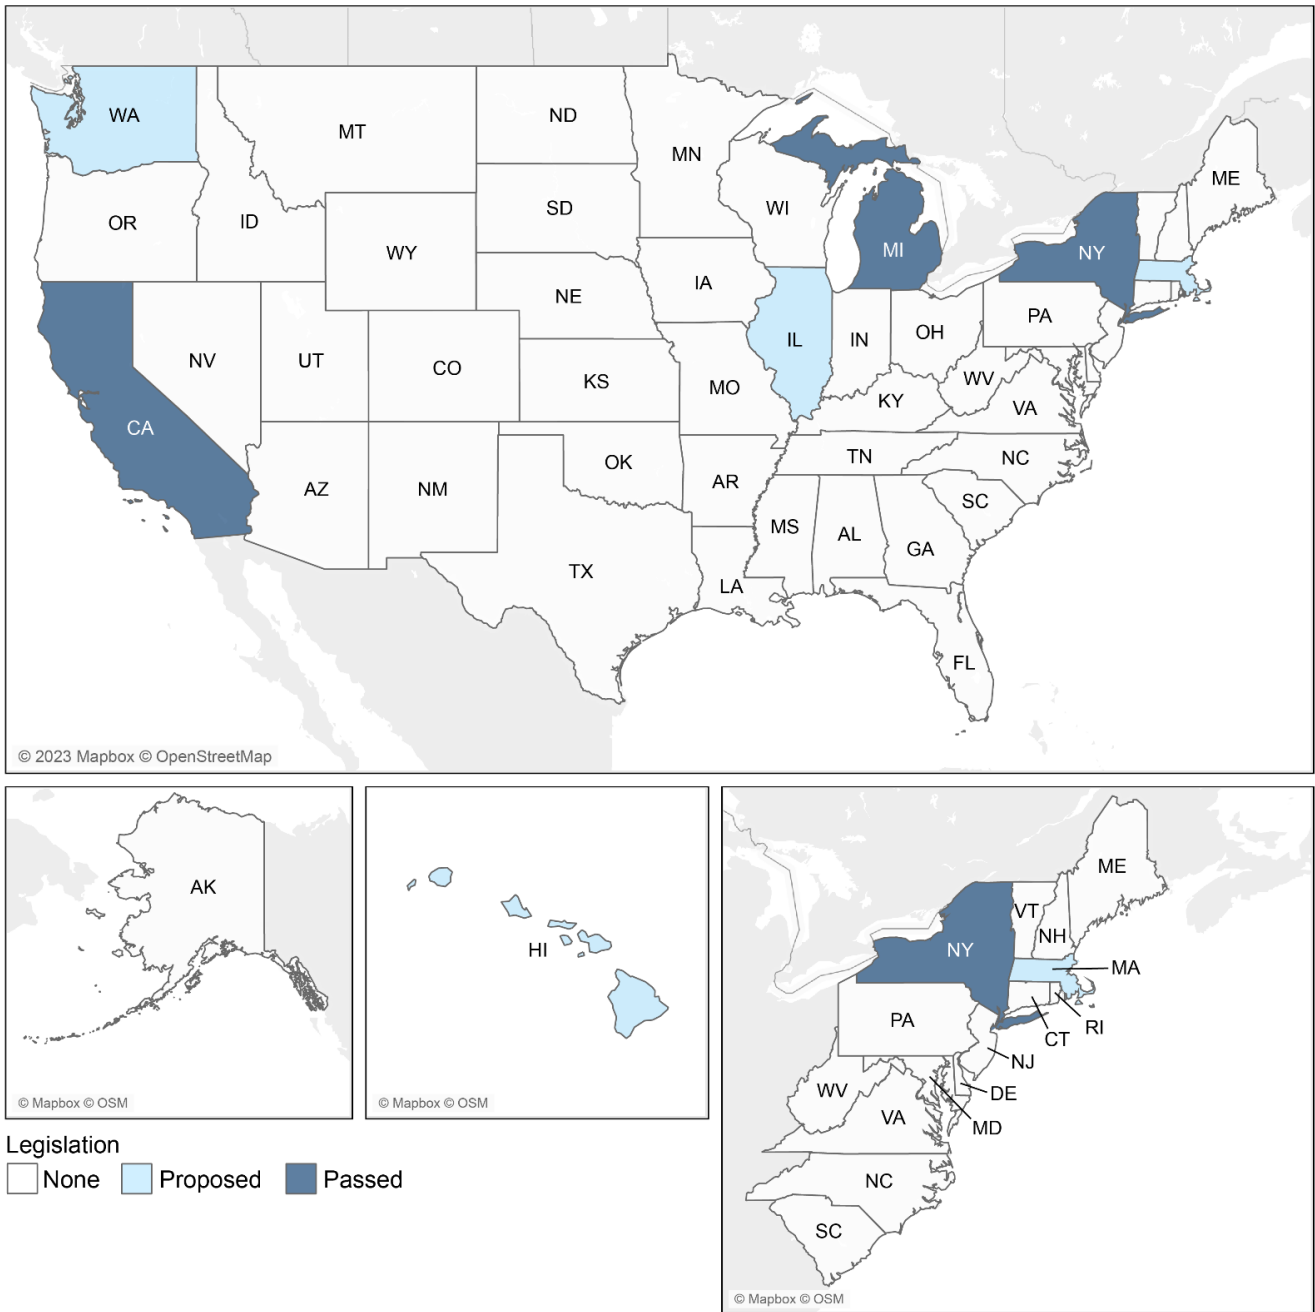 WA
MT
ND
MN
ME
OR
ID
SD
WI
WY
MI
NY
IA
NE
PA
NV
UT
CO
IL
IN
OH
KS
MO
WV
KY
VA
CA
TN
NC
OK
AZ
NM
AR
SC
MS
AL
GA
TX
LA
FL
© 2023 Mapbox © OpenStreetMap
AK
© Mapbox © OSM
HI
© Mapbox © OSM
ME
VT
NH
NY
MA
PA
RI
CT
NJ
WV
DE
VA
MD
NC
SC
© Mapbox © OSM
Legislation
None Proposed Passed